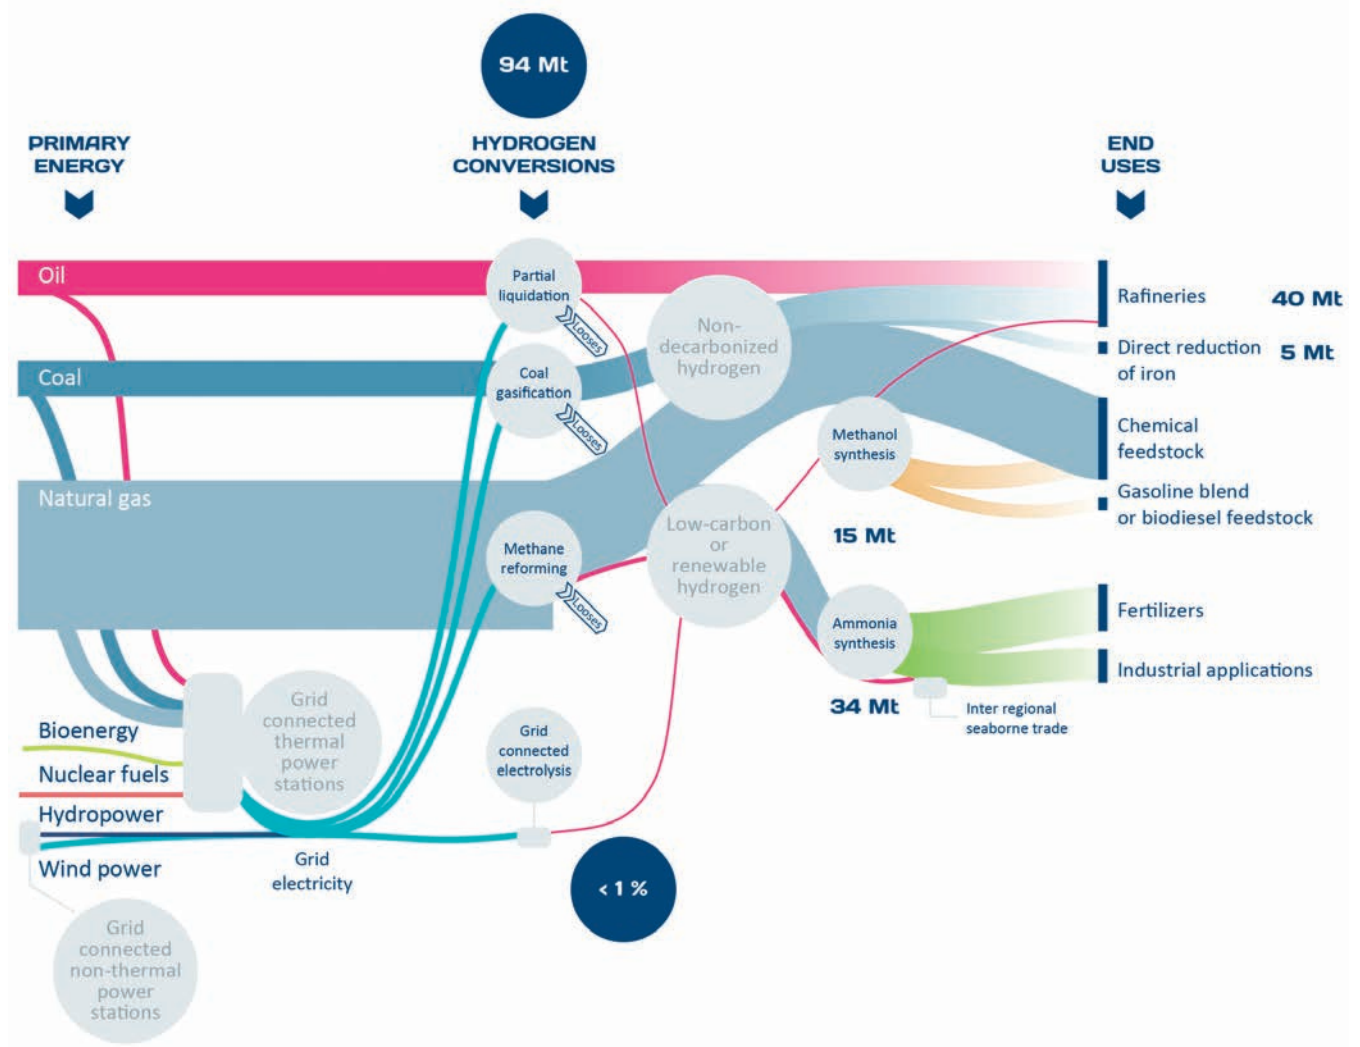 94 Mt
PRIMARY
ENERGY
HYDROGEN
CONVERSIONS
END
USES
Oil
Partial
liquidation
Looses
Non-
decarbonized
hydrogen
Rafineries
40 Mt
Direct reduction
of iron
5 Mt
Coal
Coal
gasification
Looses
Chemical
feedstock
Methanol
synthesis
Natural gas
Gasoline blend
or biodiesel feedstock
15 Mt
Low-carbon
or
renewable
hydrogen
Methane
reforming
Looses
Fertilizers
Ammonia
synthesis
Industrial applications
34 Mt
Inter regional
seaborne trade
Grid
connected
thermal
power
stations
Grid
connected
electrolysis
Bioenergy
Nuclear fuels
Hydropower
Wind power
Grid
electricity
< 1 %
Grid
connected
non-thermal
power
stations